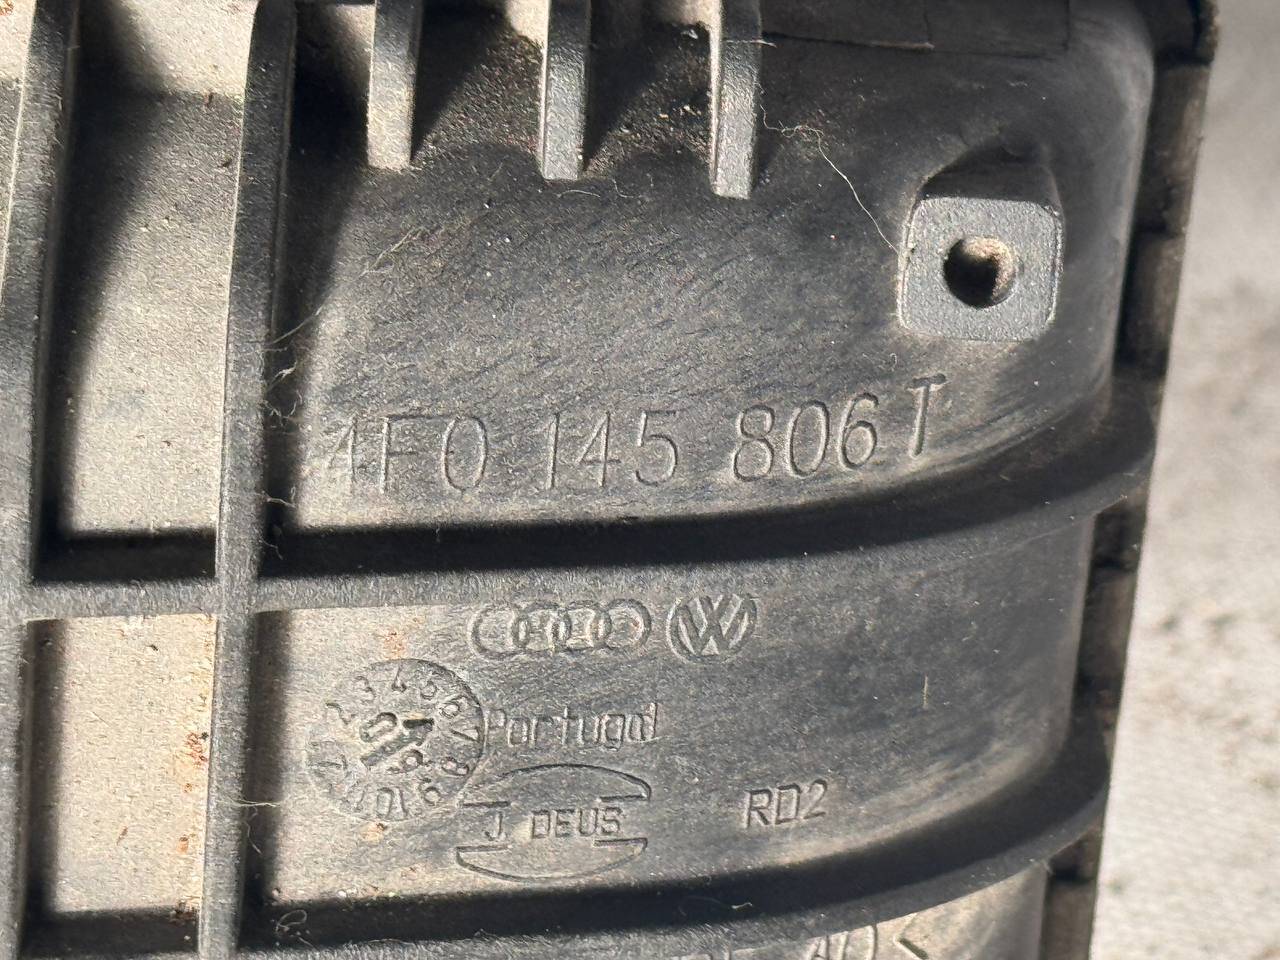 4F0 145 806 T
Portugal
J. DEUS
RD2